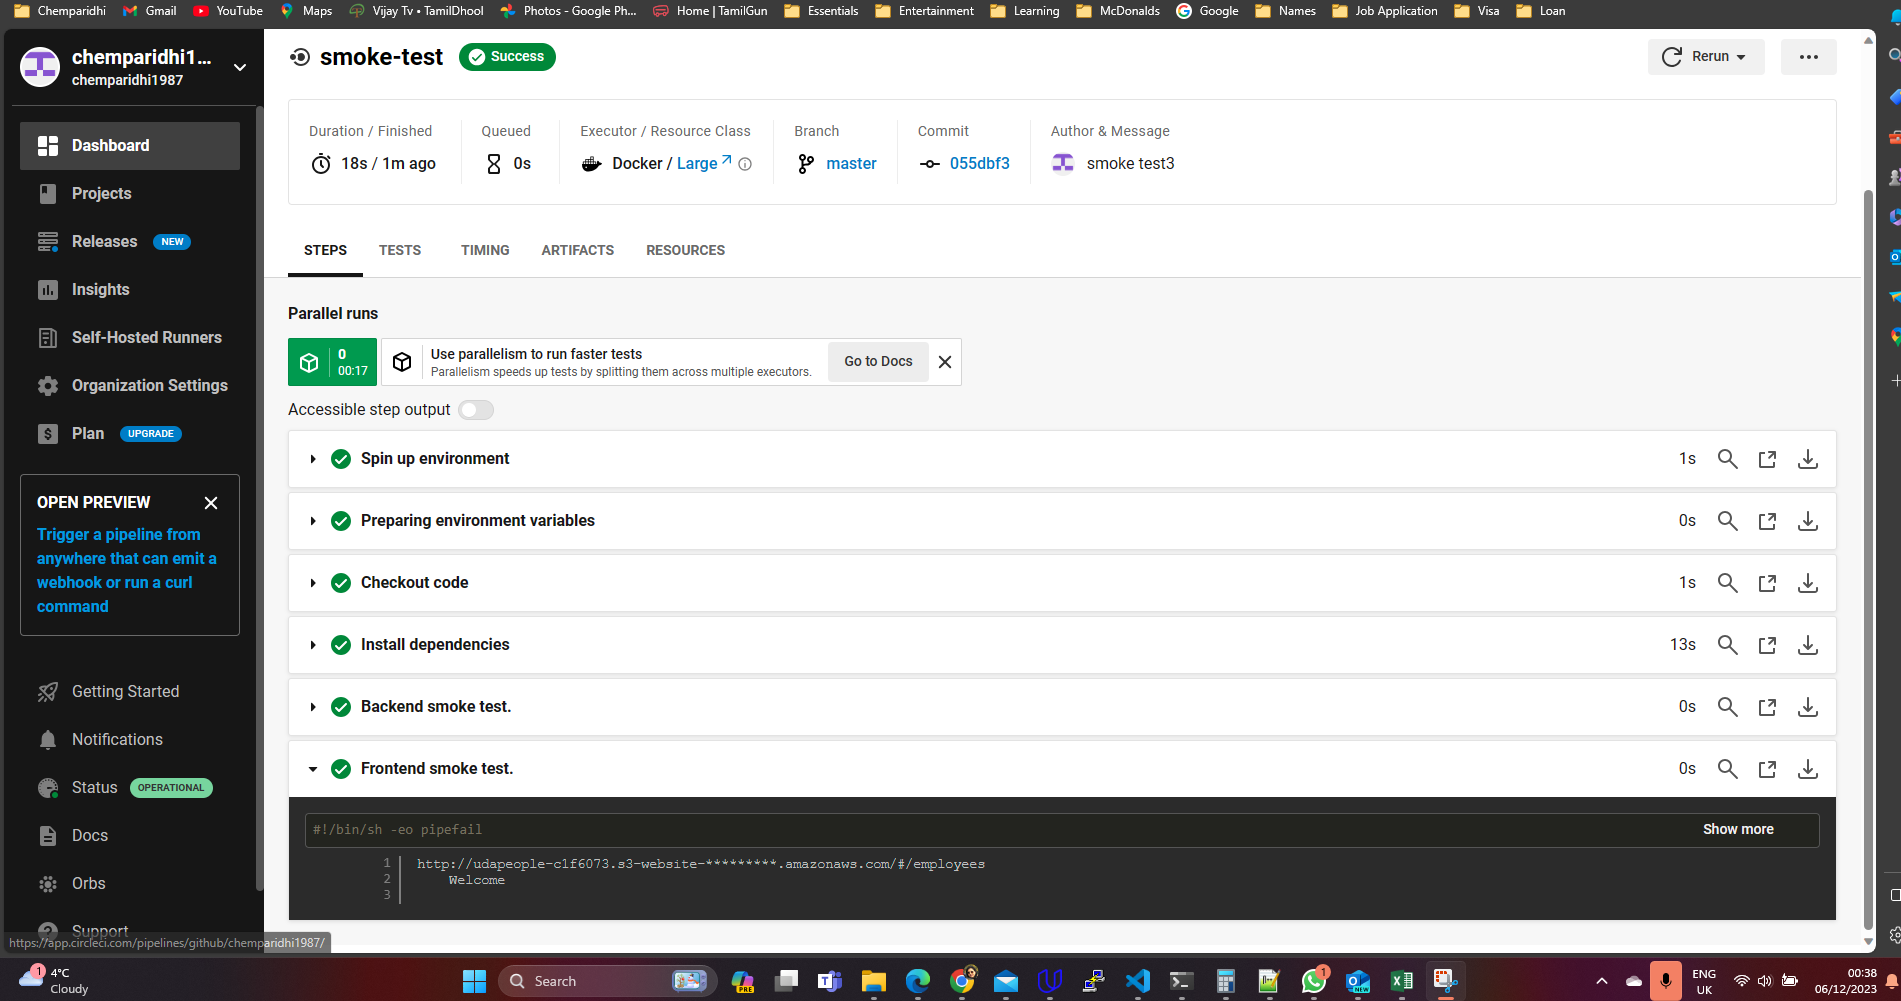 Chemparidhi Gmail YouTube Maps Vijay Tv • TamilDhool Photos - Google Ph... Home | TamilGun Essentials Entertainment Learning McDonalds Google Names Job Application Visa Loan
chemparidhi1...
chemparidhi1987
Dashboard
Projects
Releases NEW
Insights
Self-Hosted Runners
Organization Settings
Plan UPGRADE
OPEN PREVIEW
Trigger a pipeline from
anywhere that can emit a
webhook or run a curl
command
Getting Started
Notifications
Status OPERATIONAL
Docs
Orbs
Support
https://app.circleci.com/pipelines/github/chemparidhi1987/
smoke-test Success
Rerun
Duration / Finished Queued Executor / Resource Class Branch Commit Author & Message
18s / 1m ago 0s Docker / Large master 055dbf3 smoke test3
STEPS TESTS TIMING ARTIFACTS RESOURCES
Parallel runs
0
00:17
Use parallelism to run faster tests
Parallelism speeds up tests by splitting them across multiple executors.
Go to Docs
Accessible step output
Spin up environment 1s
Preparing environment variables 0s
Checkout code 1s
Install dependencies 13s
Backend smoke test. 0s
Frontend smoke test. 0s
#!/bin/sh -eo pipefail Show more
1 http://udapeople-c1f6073.s3-website-*********.amazonaws.com/#/employees
2 Welcome
3
1
4°C
Cloudy
Search
PRE
1
NEW
ENG
UK
00:38
06/12/2023